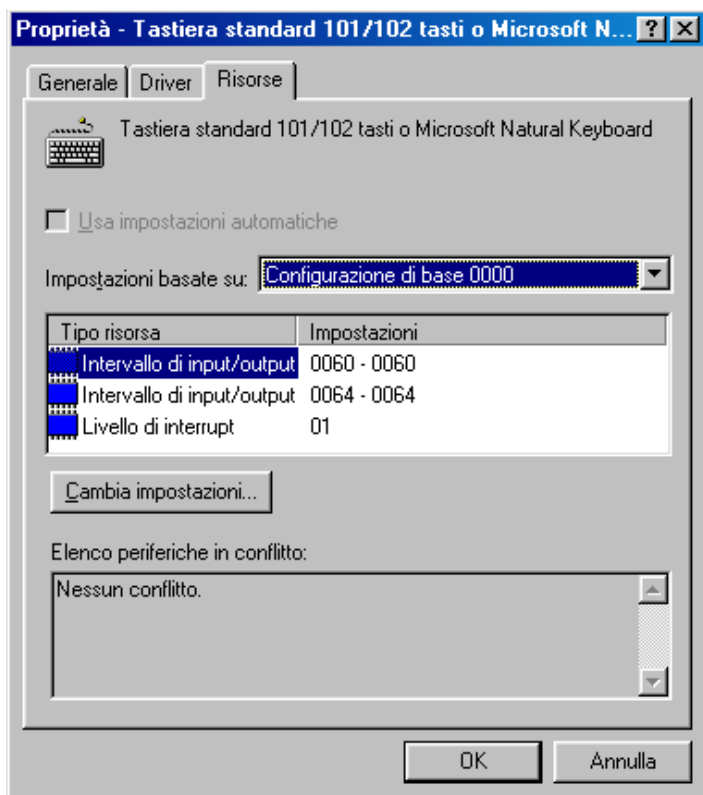 Proprietà - Tastiera standard 101/102 tasti o Microsoft N... ? X
Generale Driver Risorse
Tastiera standard 101/102 tasti o Microsoft Natural Keyboard
Usa impostazioni automatiche
Impostazioni basate su: Configurazione di base 0000
Tipo risorsa Impostazioni
Intervallo di input/output 0060 - 0060
Intervallo di input/output 0064 - 0064
Livello di interrupt 01
Cambia impostazioni...
Elenco periferiche in conflitto:
Nessun conflitto.
OK Annulla